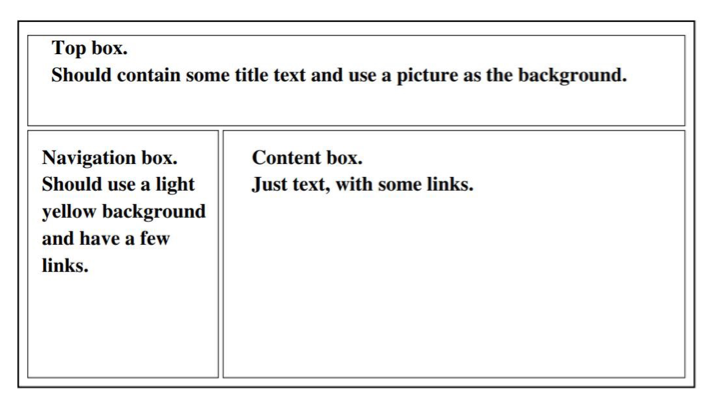 Top box.
Should contain some title text and use a picture as the background.
Navigation box.
Should use a light
yellow background
and have a few
links.
Content box.
Just text, with some links.